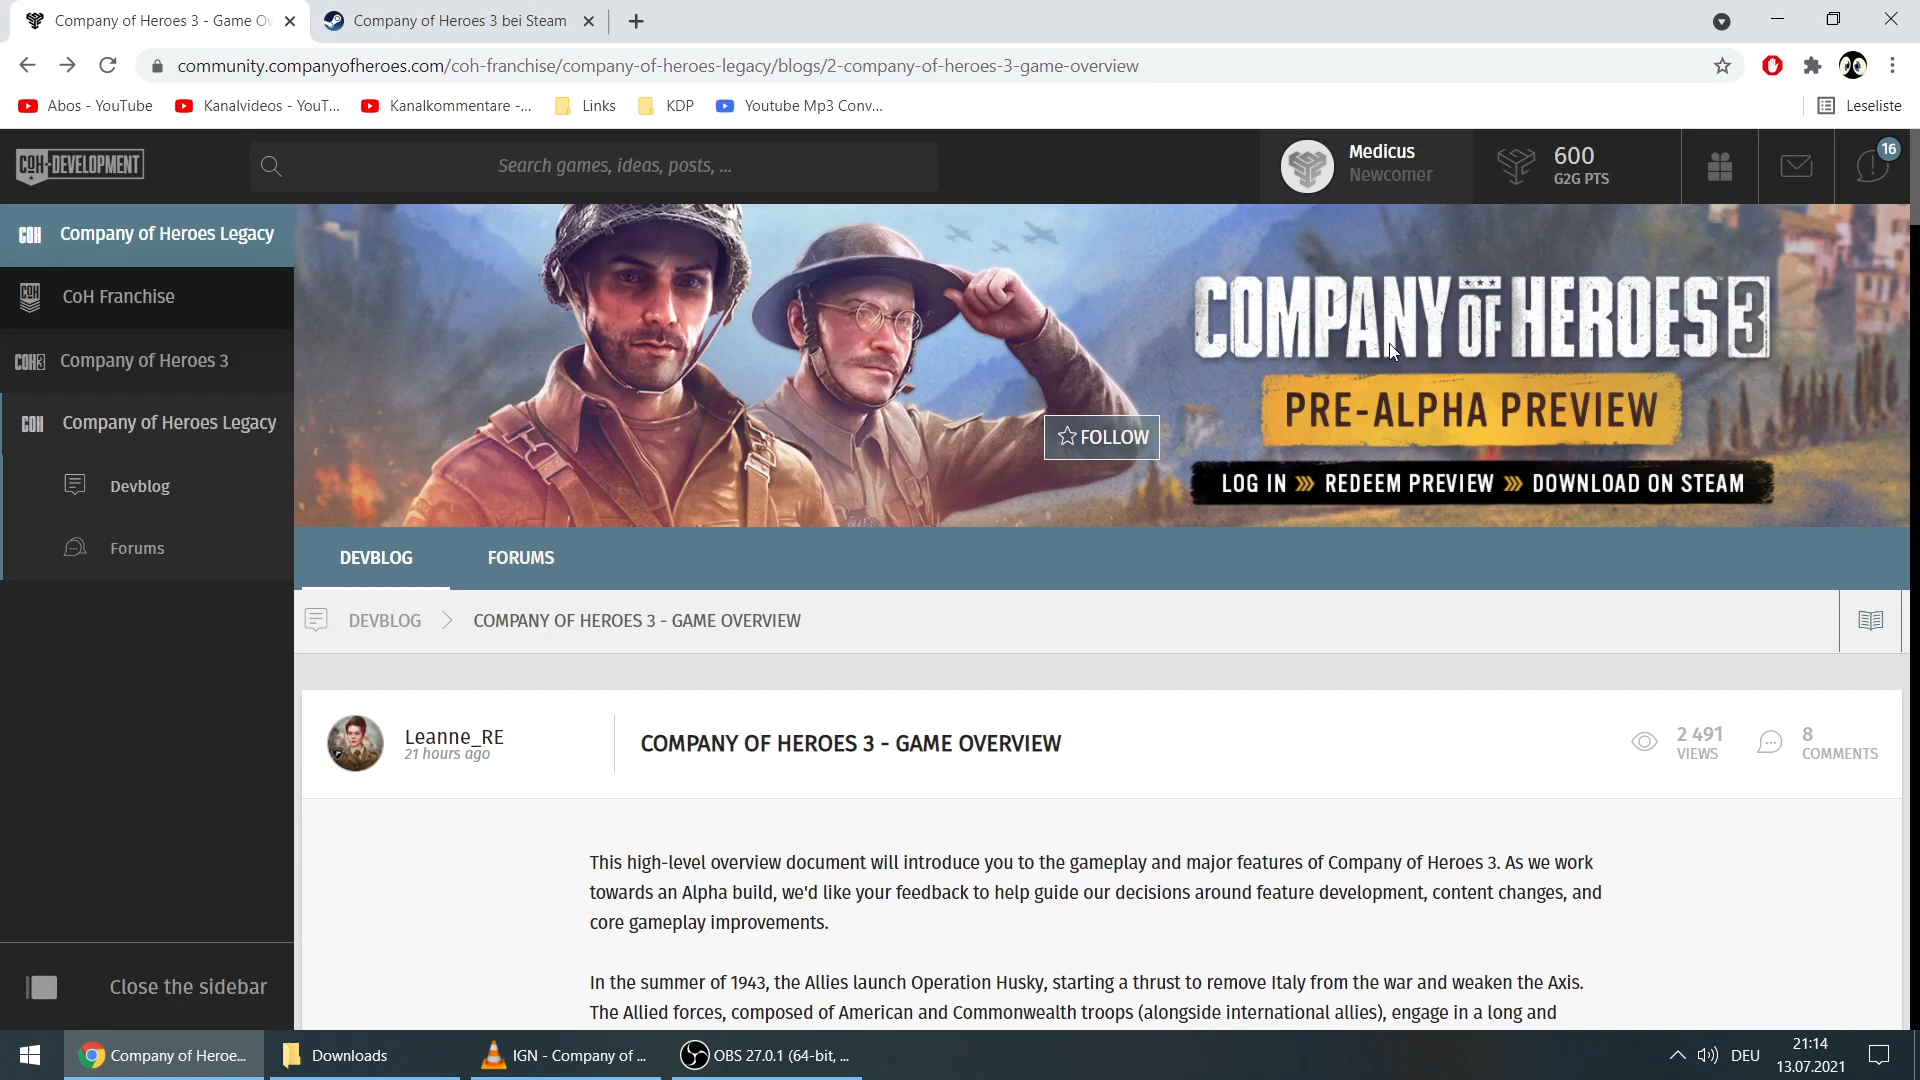 Company of Heroes 3 - Game Ov
Company of Heroes 3 bei Steam
community.companyofheroes.com/coh-franchise/company-of-heroes-legacy/blogs/2-company-of-heroes-3-game-overview
Abos - YouTube
Kanalvideos - YouT...
Kanalkommentare -...
Links
KDP
Youtube Mp3 Conv...
Leseliste
COH-DEVELOPMENT
Search games, ideas, posts, ...
Medicus
Newcomer
600
G2G PTS
16
COH Company of Heroes Legacy
COH CoH Franchise
COH3 Company of Heroes 3
COH Company of Heroes Legacy
Devblog
Forums
Close the sidebar
COMPANY OF HEROES 3
PRE-ALPHA PREVIEW
FOLLOW
LOG IN >>> REDEEM PREVIEW >>> DOWNLOAD ON STEAM
DEVBLOG
FORUMS
DEVBLOG > COMPANY OF HEROES 3 - GAME OVERVIEW
Leanne_RE
21 hours ago
COMPANY OF HEROES 3 - GAME OVERVIEW
2 491
VIEWS
8
COMMENTS
This high-level overview document will introduce you to the gameplay and major features of Company of Heroes 3. As we work
towards an Alpha build, we'd like your feedback to help guide our decisions around feature development, content changes, and
core gameplay improvements.
In the summer of 1943, the Allies launch Operation Husky, starting a thrust to remove Italy from the war and weaken the Axis.
The Allied forces, composed of American and Commonwealth troops (alongside international allies), engage in a long and
Company of Heroe...
Downloads
IGN - Company of ...
OBS 27.0.1 (64-bit, ...
DEU
21:14
13.07.2021